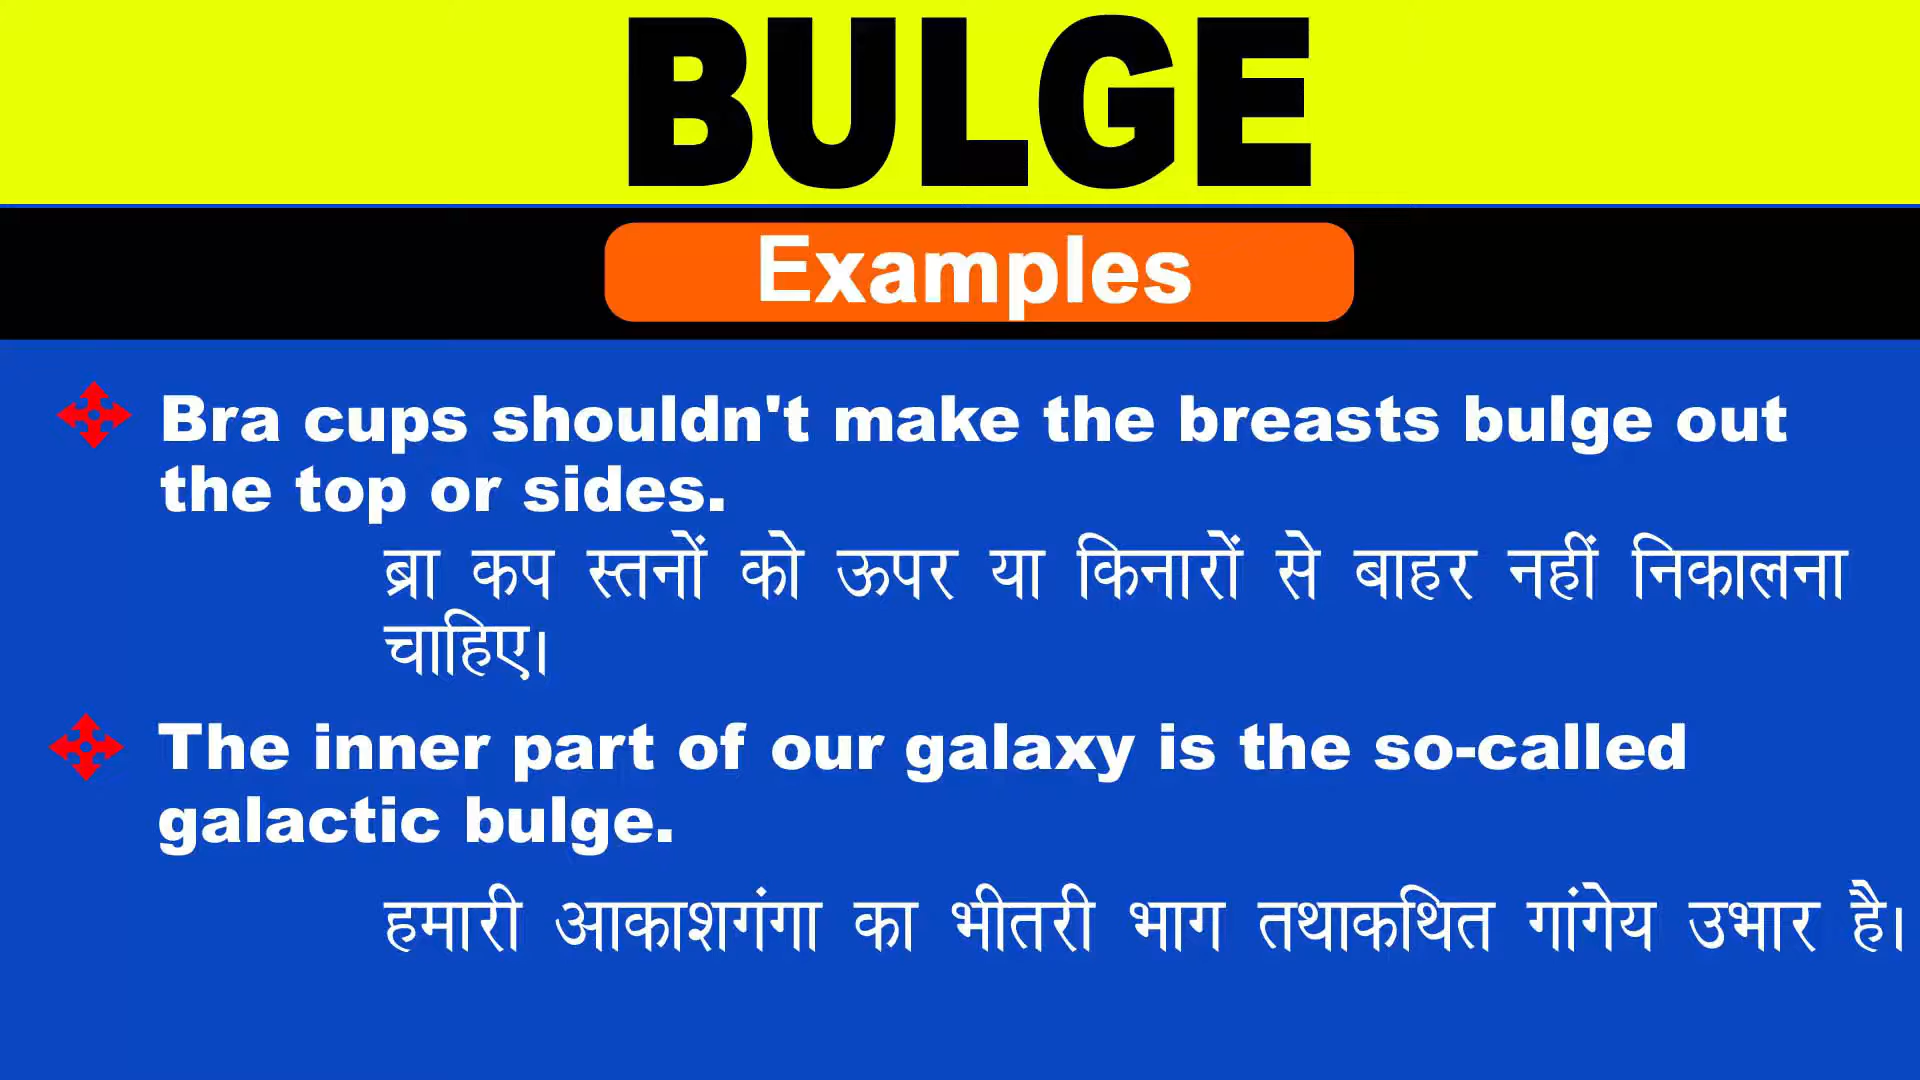 BULGE
Examples
Bra cups shouldn't make the breasts bulge out
the top or sides.
ब्रा कप स्तनों को ऊपर या किनारों से बाहर नहीं निकालना
चाहिए।
The inner part of our galaxy is the so-called
galactic bulge.
हमारी आकाशगंगा का भीतरी भाग तथाकथित गांगेय उभार है।